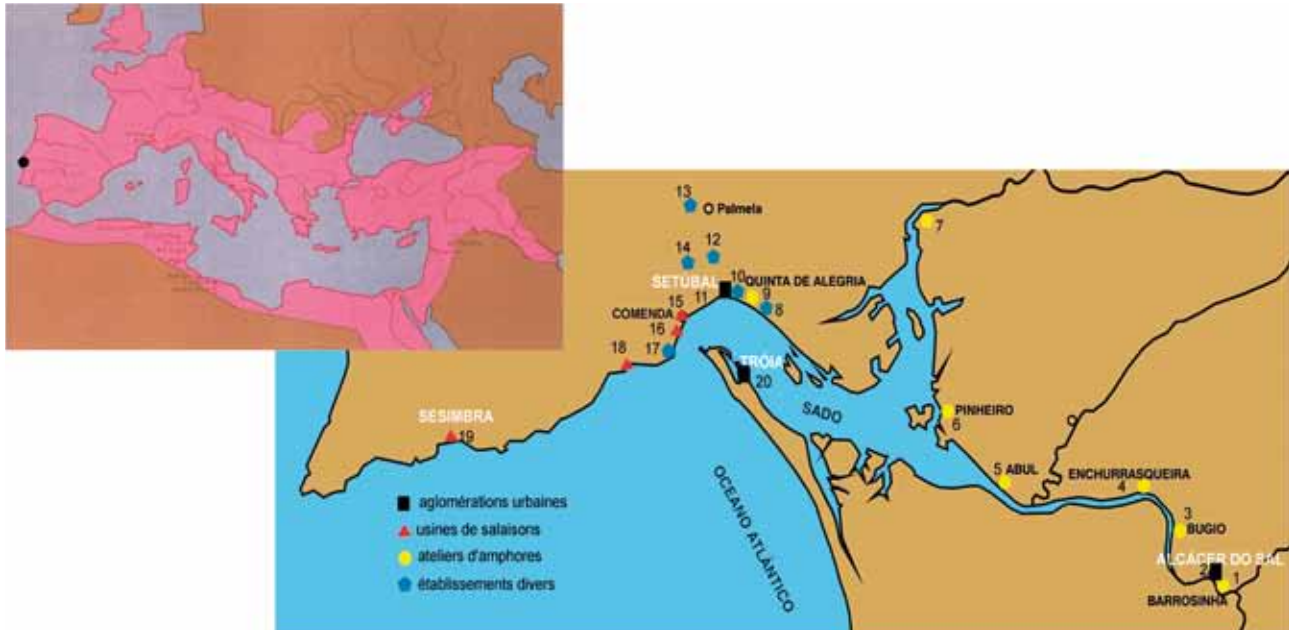 13
O Palmela
12
14
7
SETÚBAL
10
QUINTA DE ALEGRIA
11
9
8
15
COMENDA
16
17
18
TRÓIA
20
SADO
PINHEIRO
6
SESIMBRA
19
5 ABUL
ENCHURRASQUEIRA
4
3
BUGIO
ALCÁCER DO SAL
2
1
BARROSINHA
OCEANO ATLÂNTICO
aglomérations urbaines
usines de salaisons
ateliers d'amphores
établissements divers